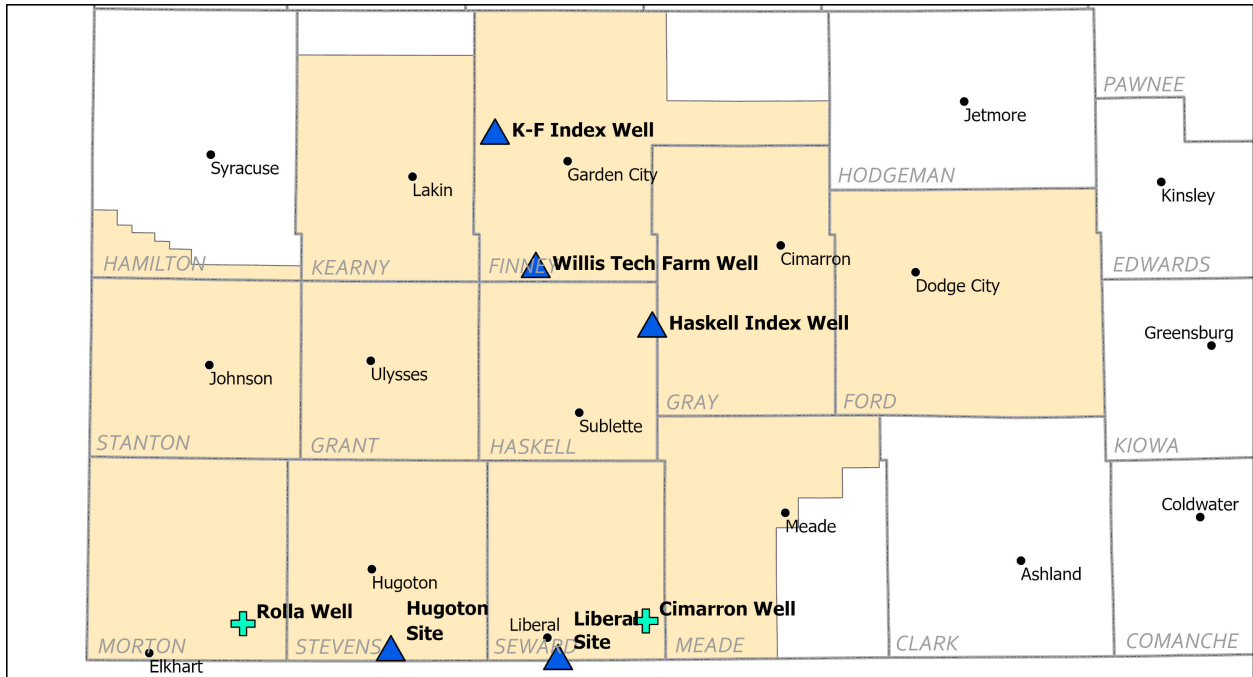 PAWNEE
Jetmore
K-F Index Well
Syracuse
Garden City
Lakin
HODGEMAN
Kinsley
HAMILTON
KEARNY
FINNEY
Willis Tech Farm Well
Cimarron
EDWARDS
Dodge City
Haskell Index Well
Greensburg
Johnson
Ulysses
GRAY
FORD
Sublette
STANTON
GRANT
HASKELL
KIOWA
Coldwater
Meade
Hugoton
Ashland
Rolla Well
Hugoton
Site
Liberal
Liberal
Site
Cimarron Well
MORTON
STEVENS
SEWARD
MEADE
CLARK
COMANCHE
Elkhart